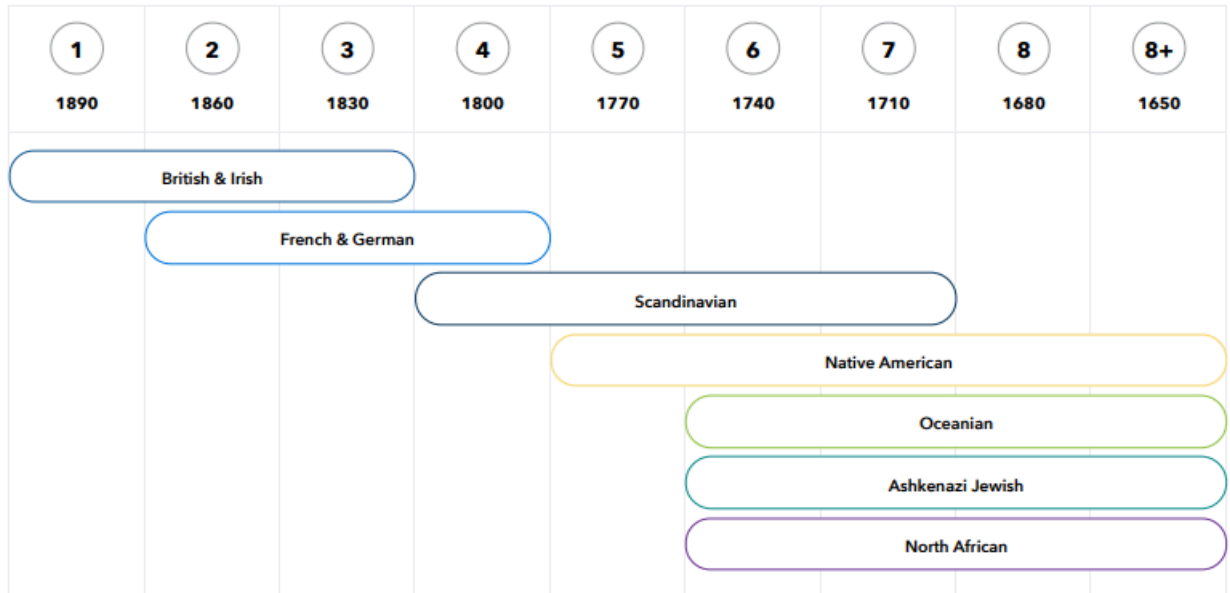 1 2 3 4 5 6 7 8 8+
1890 1860 1830 1800 1770 1740 1710 1680 1650
British & Irish
French & German
Scandinavian
Native American
Oceanian
Ashkenazi Jewish
North African